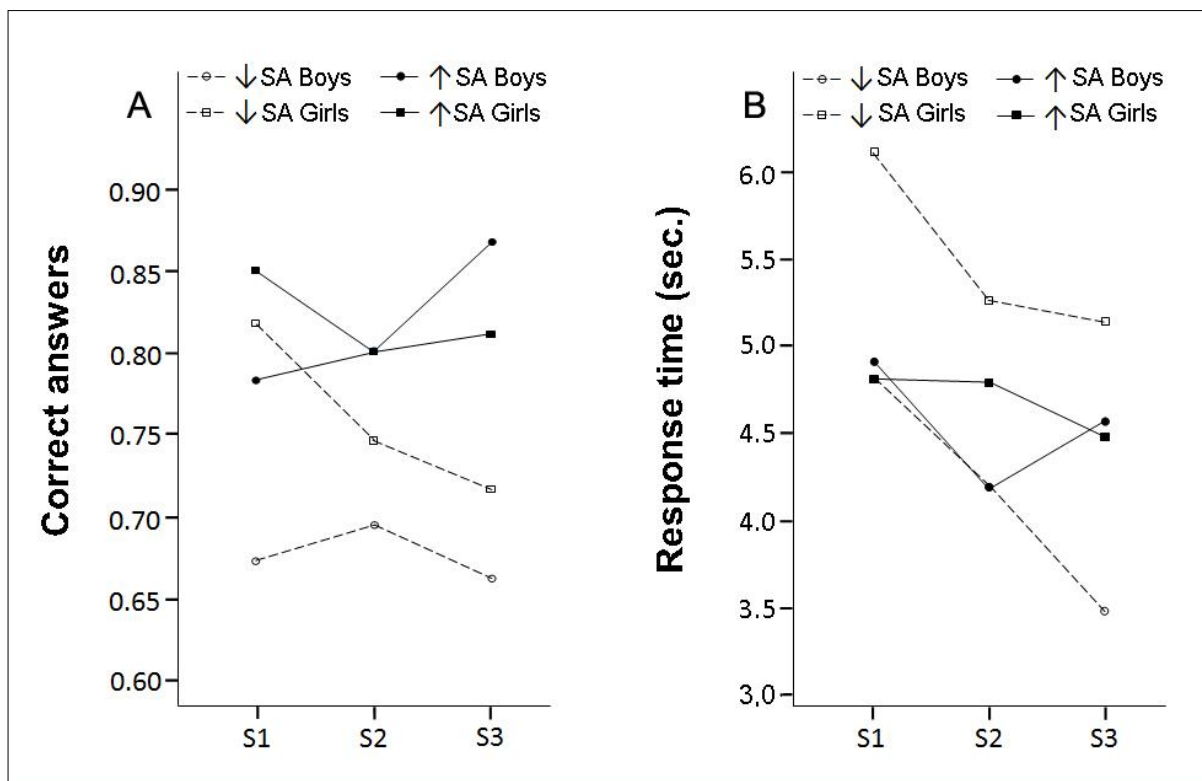 A
↓ SA Boys ↑ SA Boys
↓ SA Girls ↑ SA Girls
Correct answers
0.90
0.85
0.80
0.75
0.70
0.65
0.60
S1 S2 S3
B
↓ SA Boys ↑ SA Boys
↓ SA Girls ↑ SA Girls
Response time (sec.)
6.0
5.5
5.0
4.5
4.0
3.5
3.0
S1 S2 S3